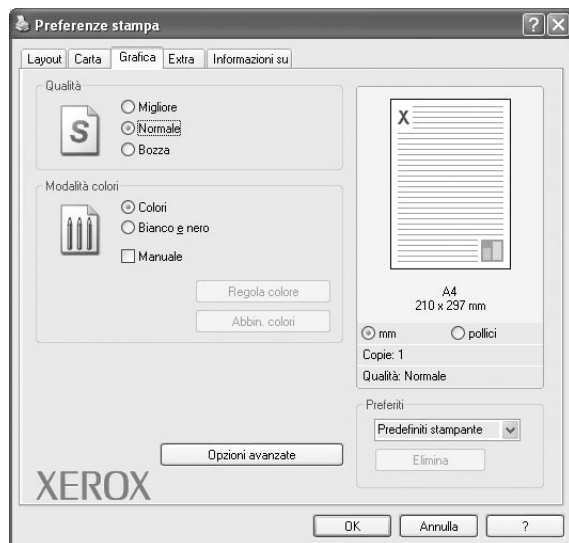 Preferenze stampa
Layout Carta Grafica Extra Informazioni su
Qualità
S
Migliore
Normale
Bozza
Modalità colori
Colori
Bianco e nero
Manuale
Regola colore
Abbin. colori
Opzioni avanzate
XEROX
X
A4
210 x 297 mm
mm pollici
Copie: 1
Qualità: Normale
Preferiti
Predefiniti stampante
Elimina
OK Annulla ?